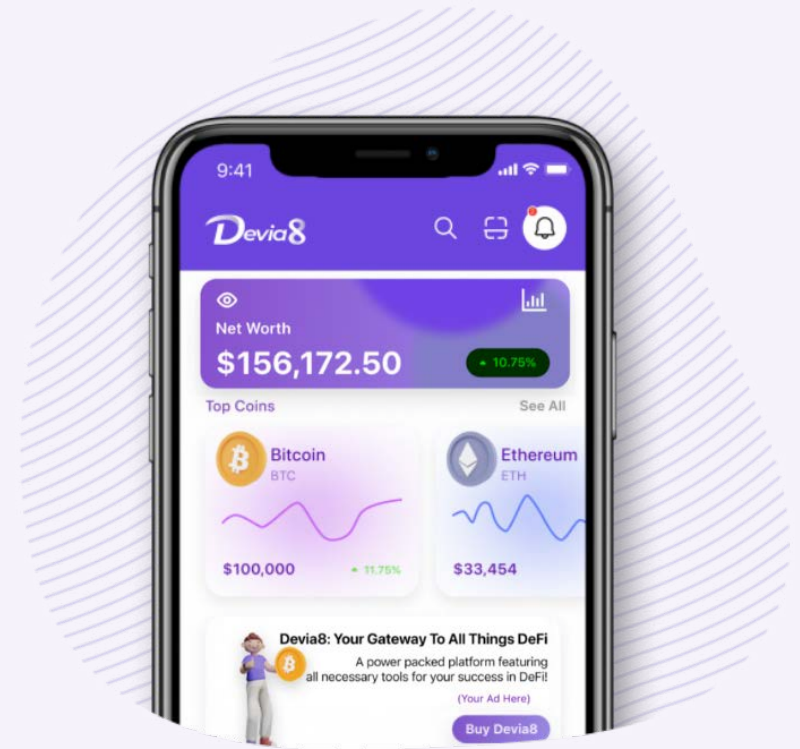 9:41
Devia8
Net Worth
$156,172.50
10.75%
Top Coins
See All
Bitcoin
BTC
$100,000
11.75%
Ethereum
ETH
$33,454
Devia8: Your Gateway To All Things DeFi
A power packed platform featuring
all necessary tools for your success in DeFi!
(Your Ad Here)
Buy Devia8